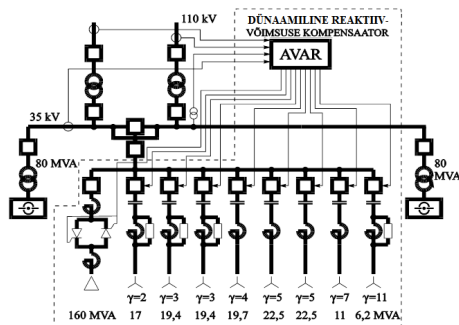 110 kV
DÜNAAMILINE REAKTIIV-
VÕIMSUSE KOMPENSAATOR
AVAR
35 kV
80 MVA
80
MVA
γ=2 γ=3 γ=3 γ=4 γ=5 γ=5 γ=7 γ=11
160 MVA 17 19,4 19,4 19,7 22,5 22,5 11 6,2 MVA